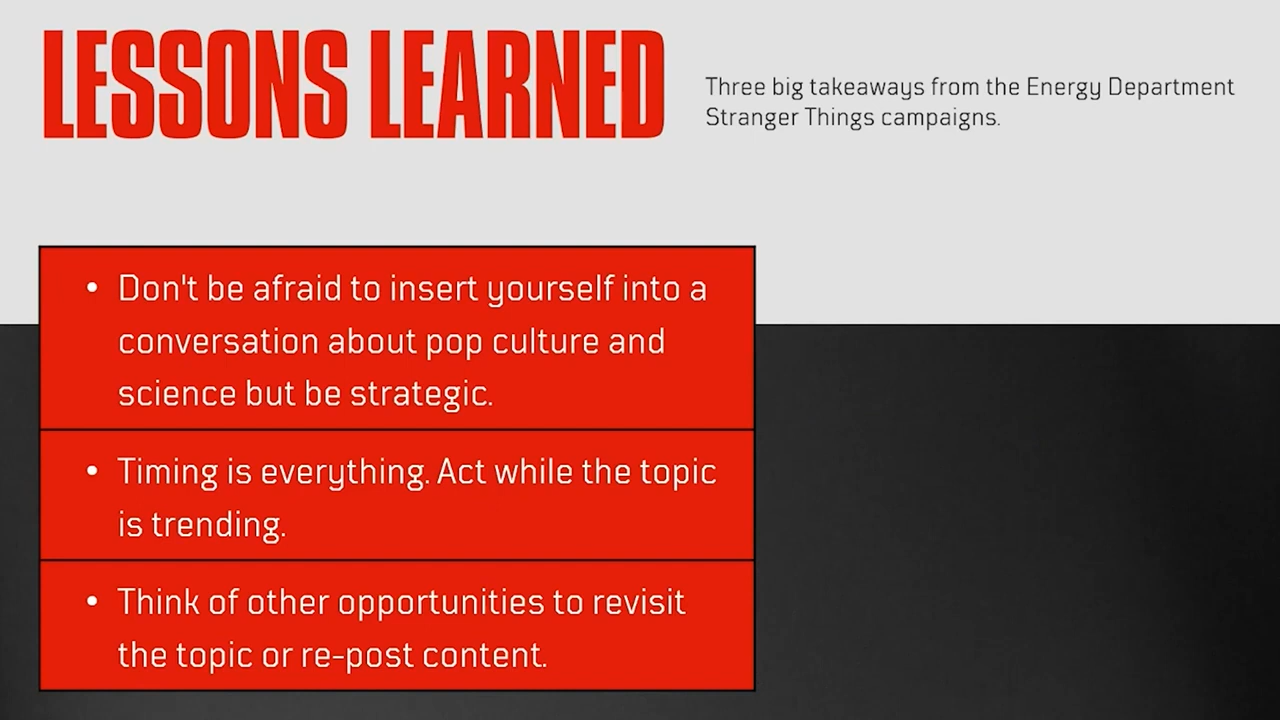 LESSONS LEARNED
Three big takeaways from the Energy Department
Stranger Things campaigns.
• Don't be afraid to insert yourself into a
conversation about pop culture and
science but be strategic.
• Timing is everything. Act while the topic
is trending.
• Think of other opportunities to revisit
the topic or re-post content.